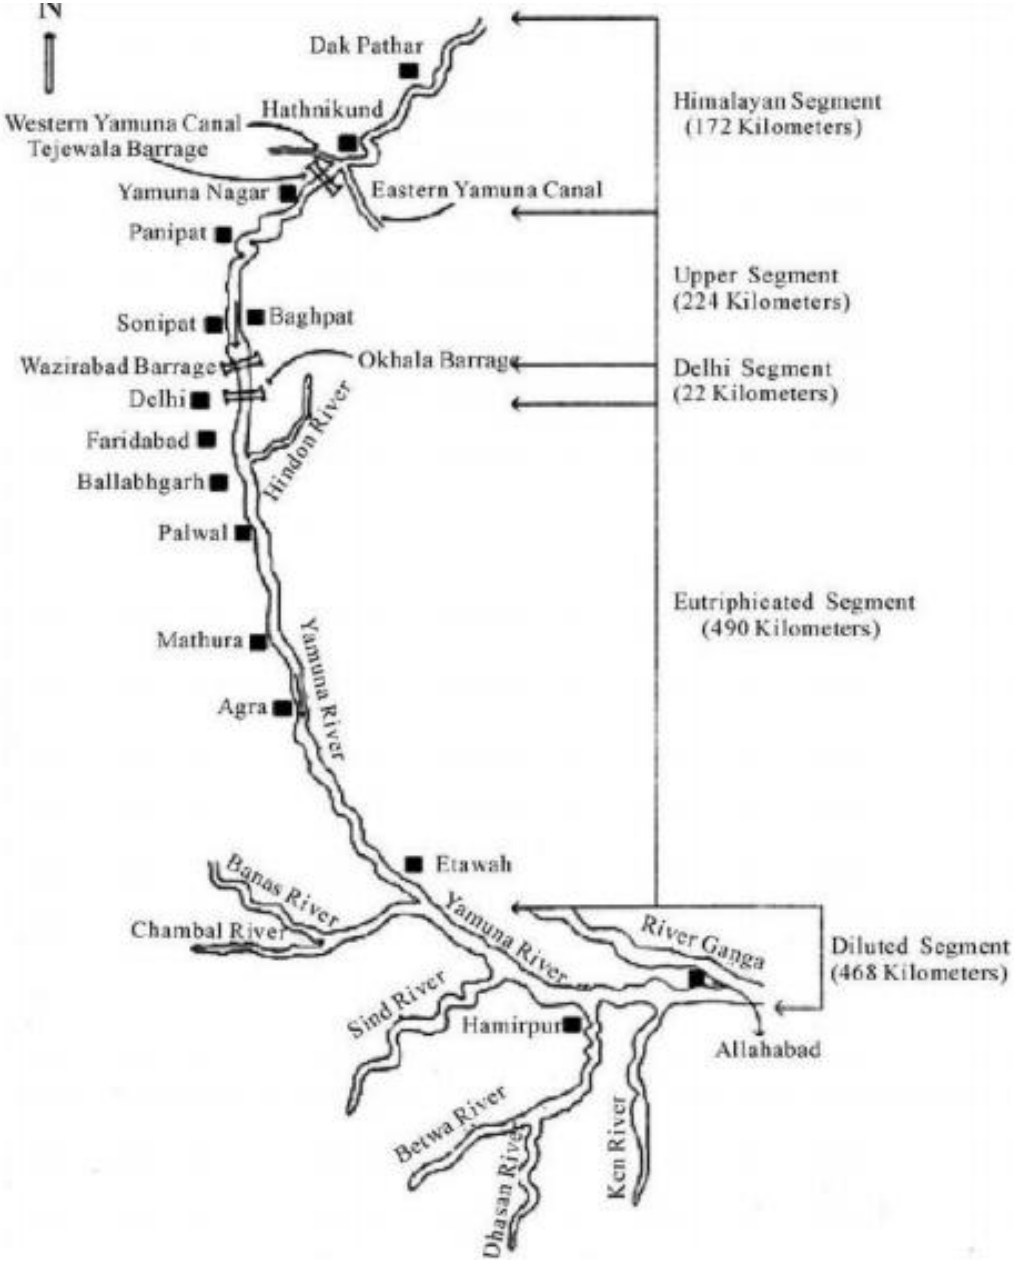 N
Dak Pathar
Hathnikund
Western Yamuna Canal
Tejewala Barrage
Yamuna Nagar
Eastern Yamuna Canal
Panipat
Sonipat
Baghpat
Wazirabad Barrage
Okhala Barrage
Delhi
Hindon River
Faridabad
Ballabhgarh
Palwal
Mathura
Yamuna River
Agra
Etawah
Banas River
Chambal River
Yamuna River
River Ganga
Sind River
Hamirpur
Allahabad
Betwa River
Dhasan River
Ken River
Himalayan Segment
(172 Kilometers)
Upper Segment
(224 Kilometers)
Delhi Segment
(22 Kilometers)
Eutriphicated Segment
(490 Kilometers)
Diluted Segment
(468 Kilometers)